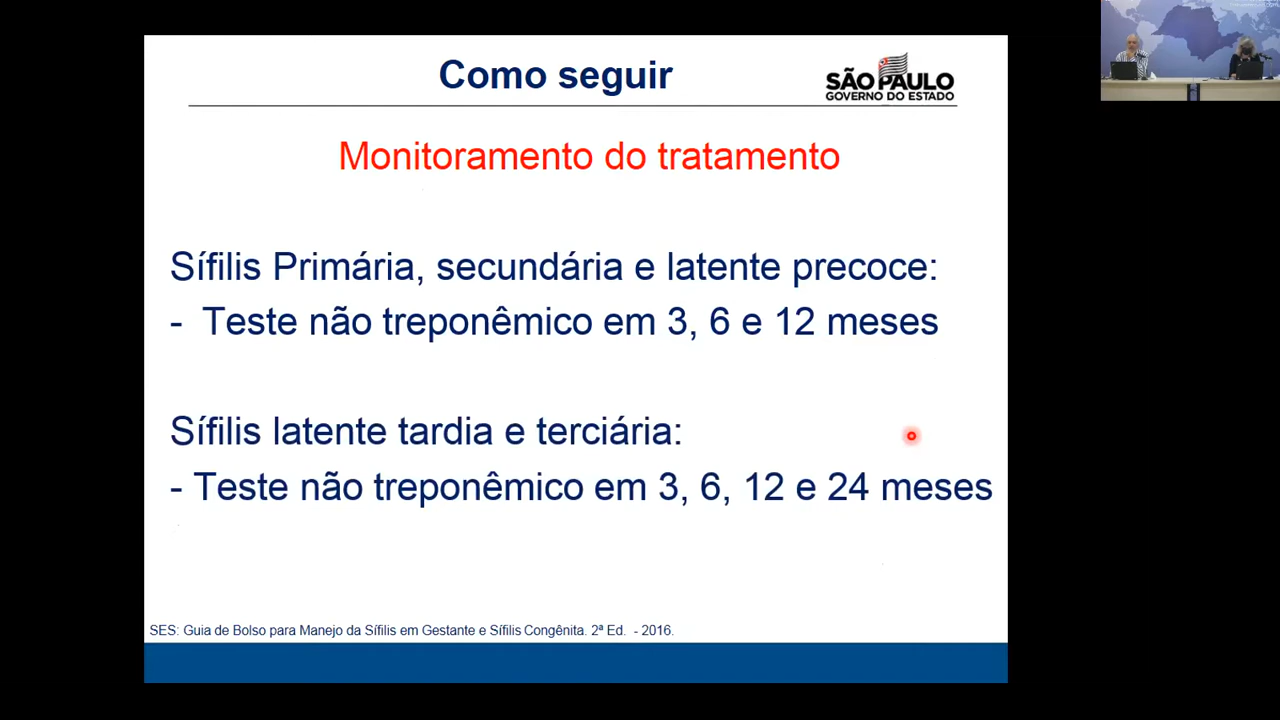 Como seguir
SÃO PAULO
GOVERNO DO ESTADO
Monitoramento do tratamento
Sífilis Primária, secundária e latente precoce:
- Teste não treponêmico em 3, 6 e 12 meses
Sífilis latente tardia e terciária:
- Teste não treponêmico em 3, 6, 12 e 24 meses
SES: Guia de Bolso para Manejo da Sífilis em Gestante e Sífilis Congênita. 2ª Ed. - 2016.